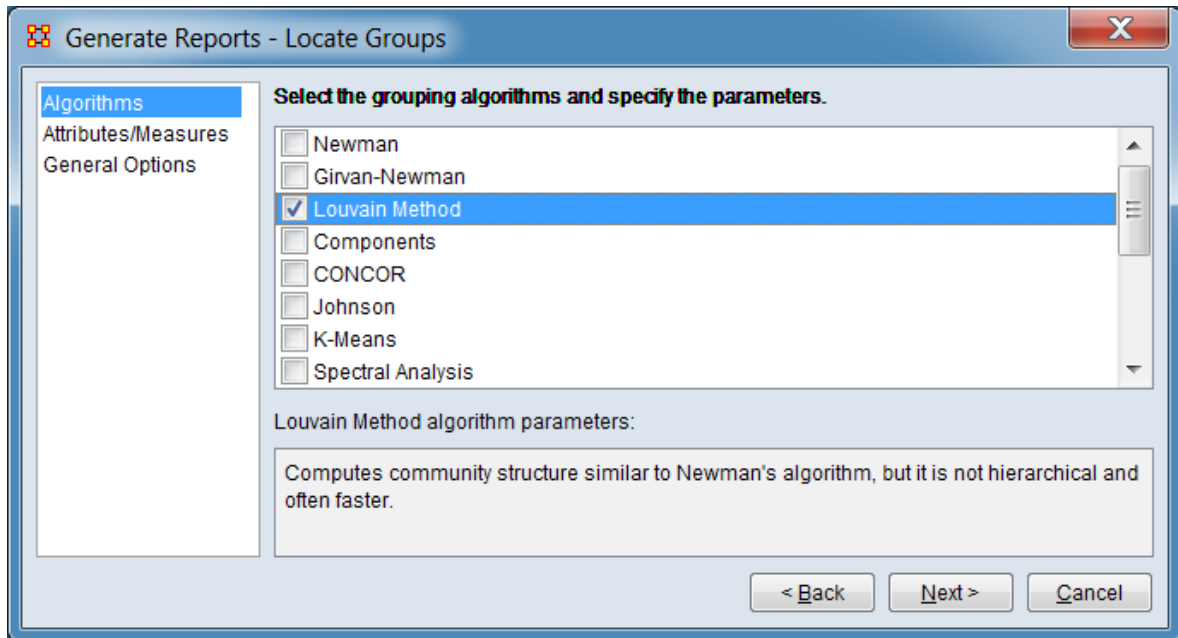 Generate Reports - Locate Groups
Algorithms
Attributes/Measures
General Options
Select the grouping algorithms and specify the parameters.
Newman
Girvan-Newman
Louvain Method
Components
CONCOR
Johnson
K-Means
Spectral Analysis
Louvain Method algorithm parameters:
Computes community structure similar to Newman's algorithm, but it is not hierarchical and
often faster.
< Back
Next >
Cancel